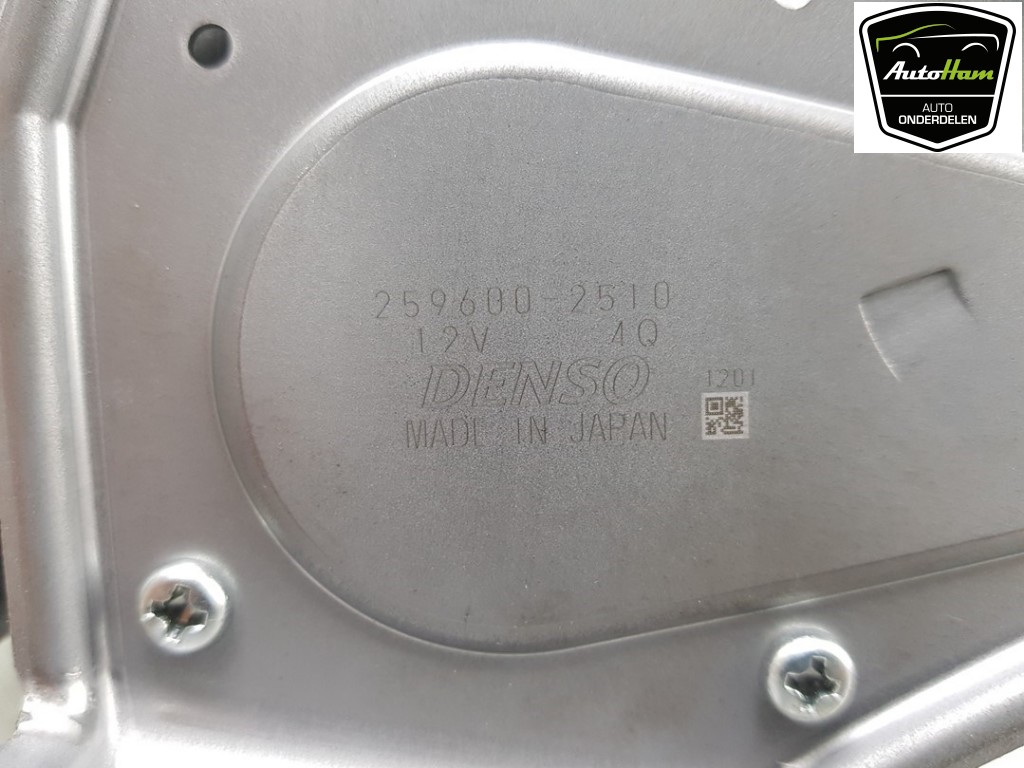 AutoHam
AUTO
ONDERDELEN
259600-2510
12V 4Q
DENSO
1201
MADE IN JAPAN